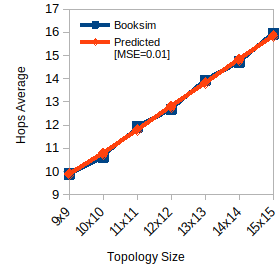 17
16
15
14
13
12
11
10
9
Hops Average
Booksim
Predicted
[MSE=0.01]
9x9
10x10
11x11
12x12
13x13
14x14
15x15
Topology Size